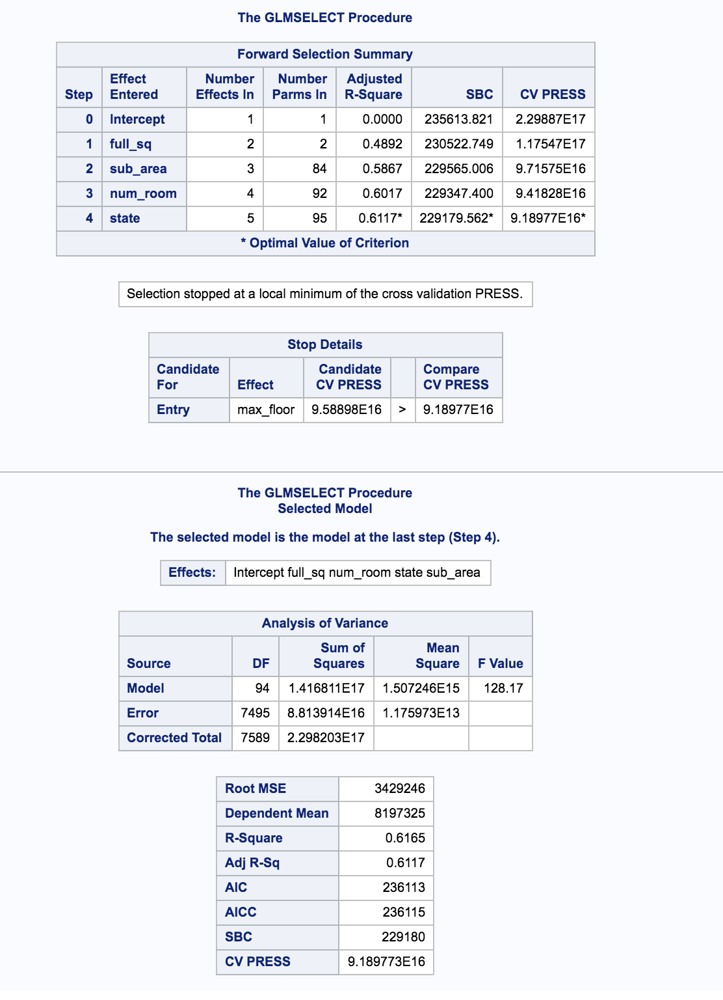 The GLMSELECT Procedure
Forward Selection Summary
Step Effect Entered Number Effects In Number Parms In Adjusted R-Square SBC CV PRESS
0 Intercept 1 1 0.0000 235613.821 2.29887E17
1 full_sq 2 2 0.4892 230522.749 1.17547E17
2 sub_area 3 84 0.5867 229565.006 9.71575E16
3 num_room 4 92 0.6017 229347.400 9.41828E16
4 state 5 95 0.6117* 229179.562* 9.18977E16*
* Optimal Value of Criterion
Selection stopped at a local minimum of the cross validation PRESS.
Stop Details
Candidate For Effect Candidate CV PRESS Compare CV PRESS
Entry max_floor 9.58898E16 > 9.18977E16
The GLMSELECT Procedure
Selected Model
The selected model is the model at the last step (Step 4).
Effects: Intercept full_sq num_room state sub_area
Analysis of Variance
Source DF Sum of Squares Mean Square F Value
Model 94 1.416811E17 1.507246E15 128.17
Error 7495 8.813914E16 1.175973E13
Corrected Total 7589 2.298203E17
Root MSE 3429246
Dependent Mean 8197325
R-Square 0.6165
Adj R-Sq 0.6117
AIC 236113
AICC 236115
SBC 229180
CV PRESS 9.189773E16